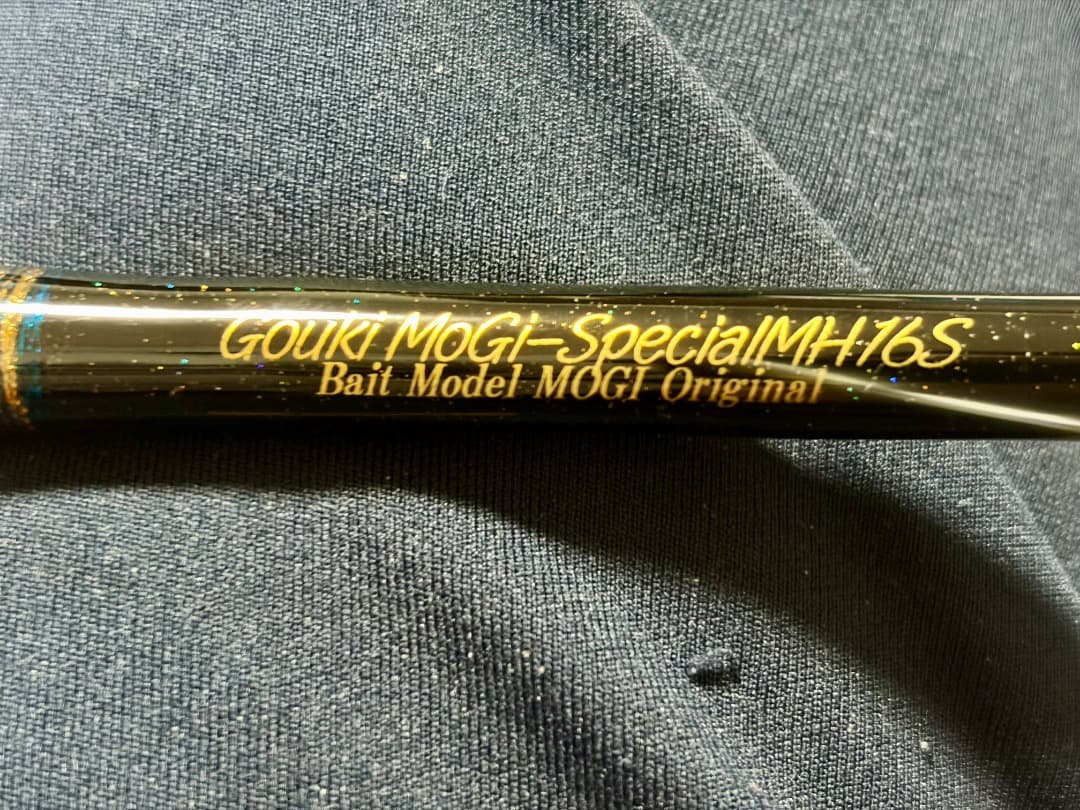 Gouki MoGi-SpecialMH16S
Bait Model MOGI Original